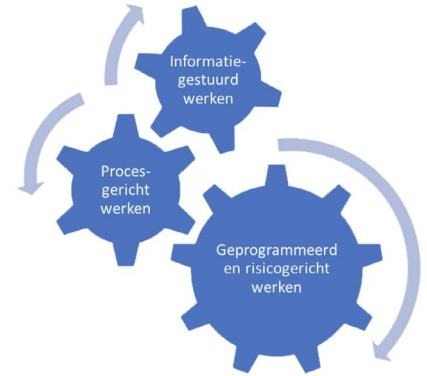 Informatie-
gestuurd
werken
Proces-
gericht
werken
Geprogrammeerd
en risicogericht
werken